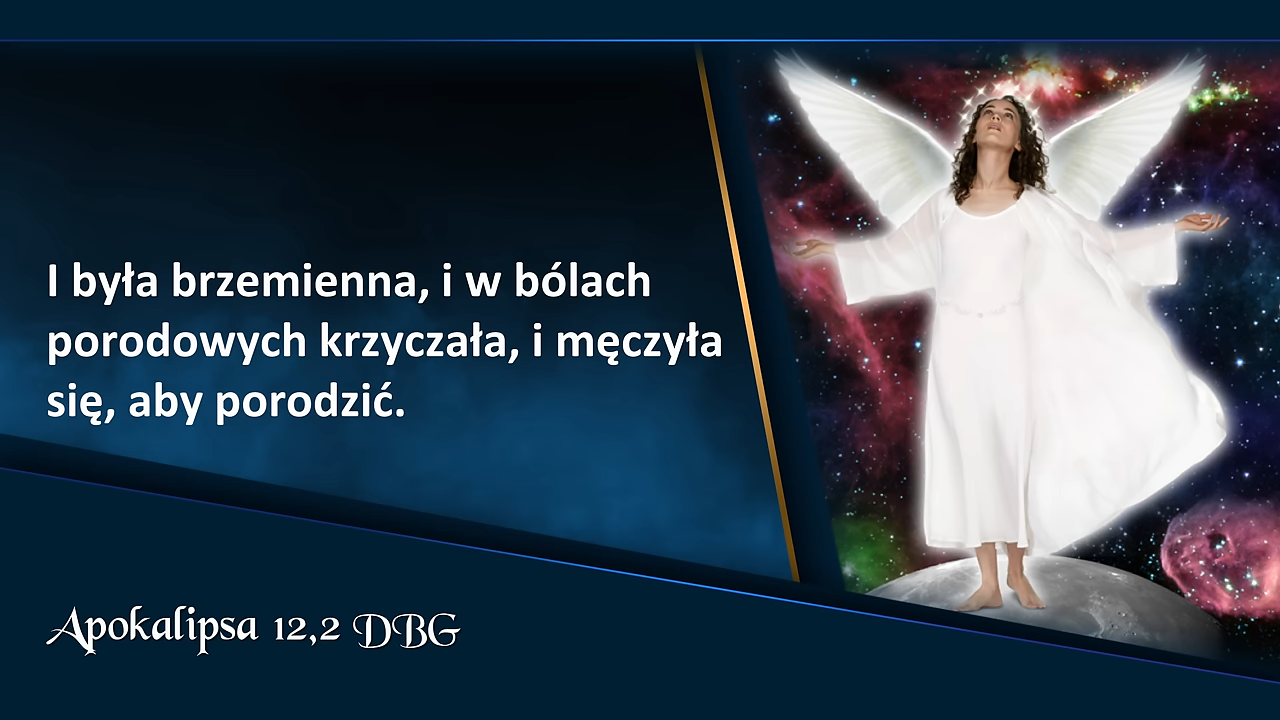 I była brzemienna, i w bólach
porodowych krzyczała, i męczyła
się, aby porodzić.
Apokalipsa 12,2 DBG